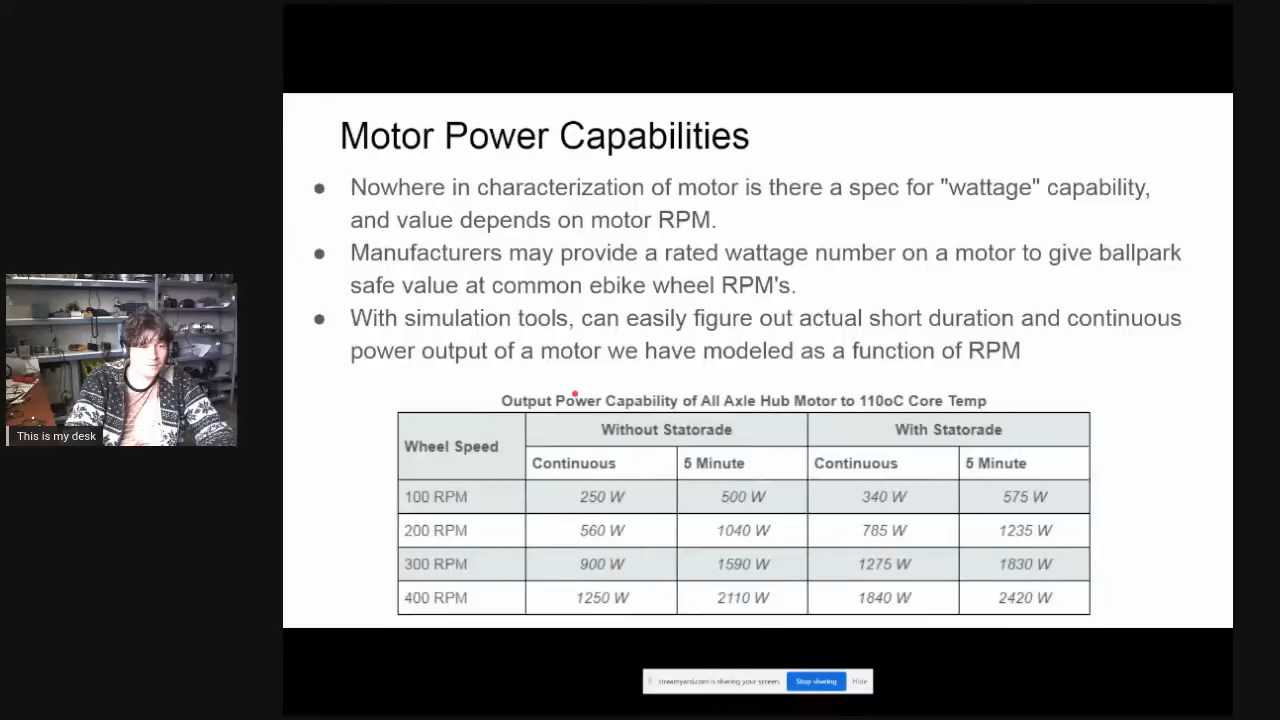 Motor Power Capabilities
● Nowhere in characterization of motor is there a spec for "wattage" capability,
and value depends on motor RPM.
● Manufacturers may provide a rated wattage number on a motor to give ballpark
safe value at common ebike wheel RPM's.
● With simulation tools, can easily figure out actual short duration and continuous
power output of a motor we have modeled as a function of RPM
Output Power Capability of All Axle Hub Motor to 110oC Core Temp
Wheel Speed Without Statorade With Statorade
Continuous 5 Minute Continuous 5 Minute
100 RPM 250 W 500 W 340 W 575 W
200 RPM 560 W 1040 W 785 W 1235 W
300 RPM 900 W 1590 W 1275 W 1830 W
400 RPM 1250 W 2110 W 1840 W 2420 W
This is my desk
streamyard.com is sharing your screen. Stop sharing Hide